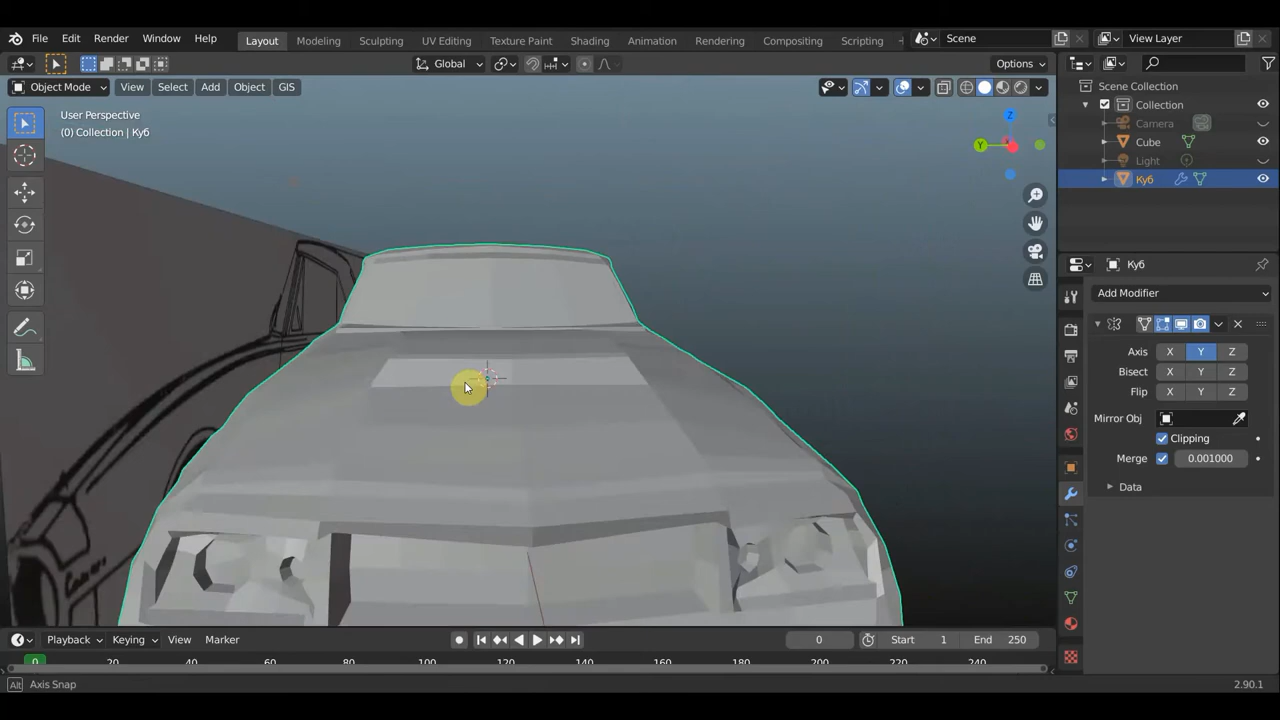 File Edit Render Window Help
Layout Modeling Sculpting UV Editing Texture Paint Shading Animation Rendering Compositing Scripting
Scene
View Layer
Global
Options
Object Mode View Select Add Object GIS
User Perspective
(0) Collection | Куб
Z
Y
Scene Collection
Collection
Camera
Cube
Light
Куб
Куб
Add Modifier
Axis X Y Z
Bisect X Y Z
Flip X Y Z
Mirror Obj
Clipping
Merge 0.001000
Data
Playback Keying View Marker
0
Start 1
End 250
0 20 40 60 80 100 120 140 160 180 200 220 240
Alt Axis Snap
2.90.1